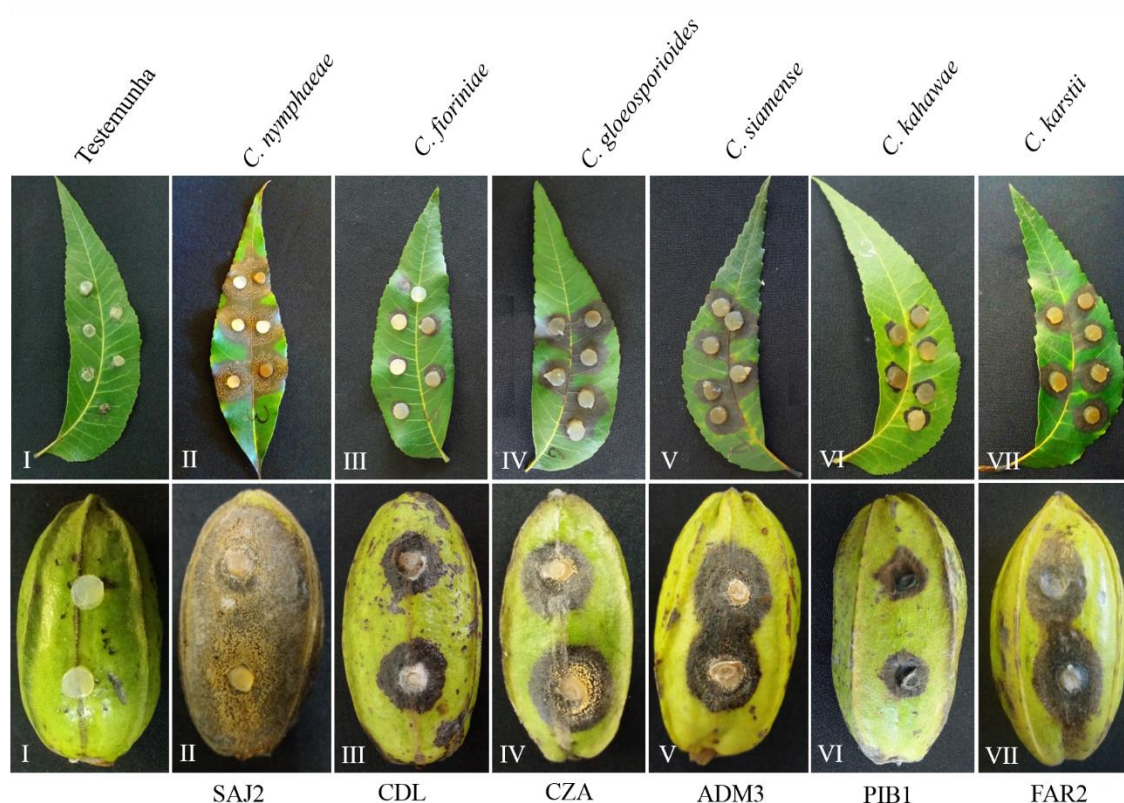 Testemunha
C. nymphaeae
C. fioriniae
C. gloeosporioides
C. siamense
C. kahawae
C. karstii
I II III IV V VI VII
I II III IV V VI VII
SAJ2 CDL CZA ADM3 PIB1 FAR2